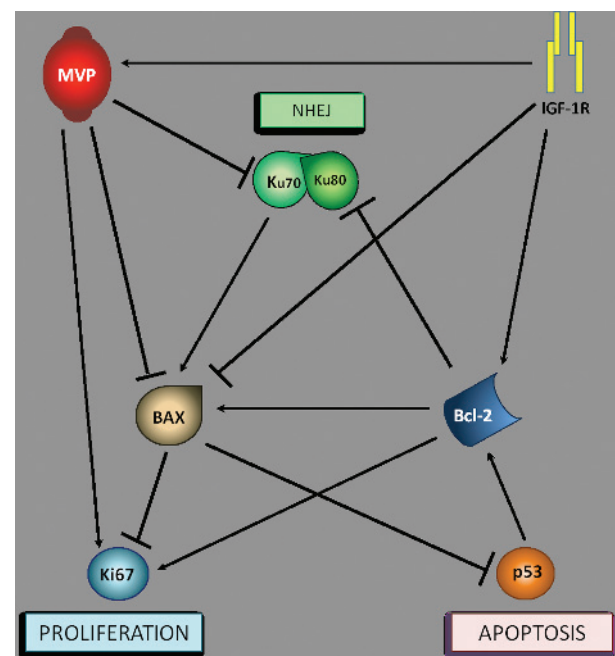 MVP
IGF-1R
NHEJ
Ku70
Ku80
BAX
Bcl-2
Ki67
p53
PROLIFERATION
APOPTOSIS